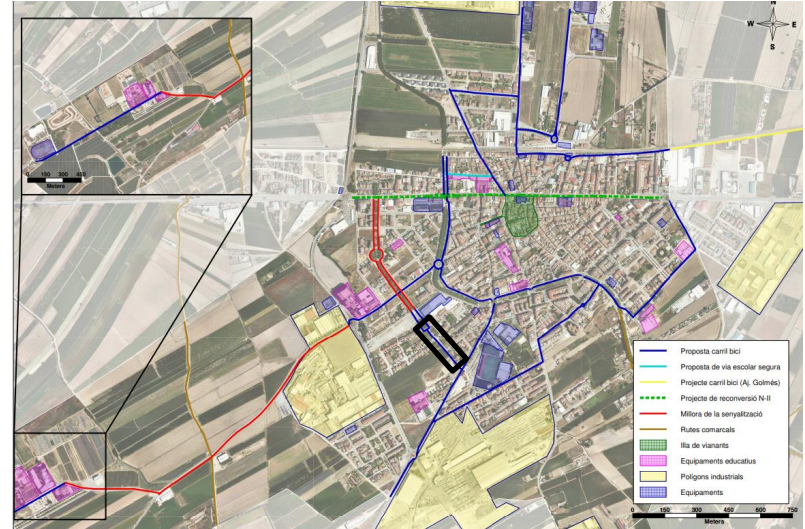 N
W E
S
0 150 300 450
Meters
Proposta carril bici
Proposta de via escolar segura
Projecte carril bici (Aj. Golmés)
Projecte de reconversió N-II
Millora de la senyalització
Rutes comarcals
Illa de vianants
Equipaments educatius
Polígons industrials
Equipaments
0 150 300 450 600 750
Meters